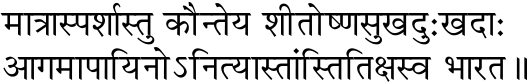 मात्रास्पर्शास्तु कौन्तेय शीतोष्णसुखदुःखदाः
आगमापायिनोऽनित्यास्तांस्तितिक्षस्व भारत॥